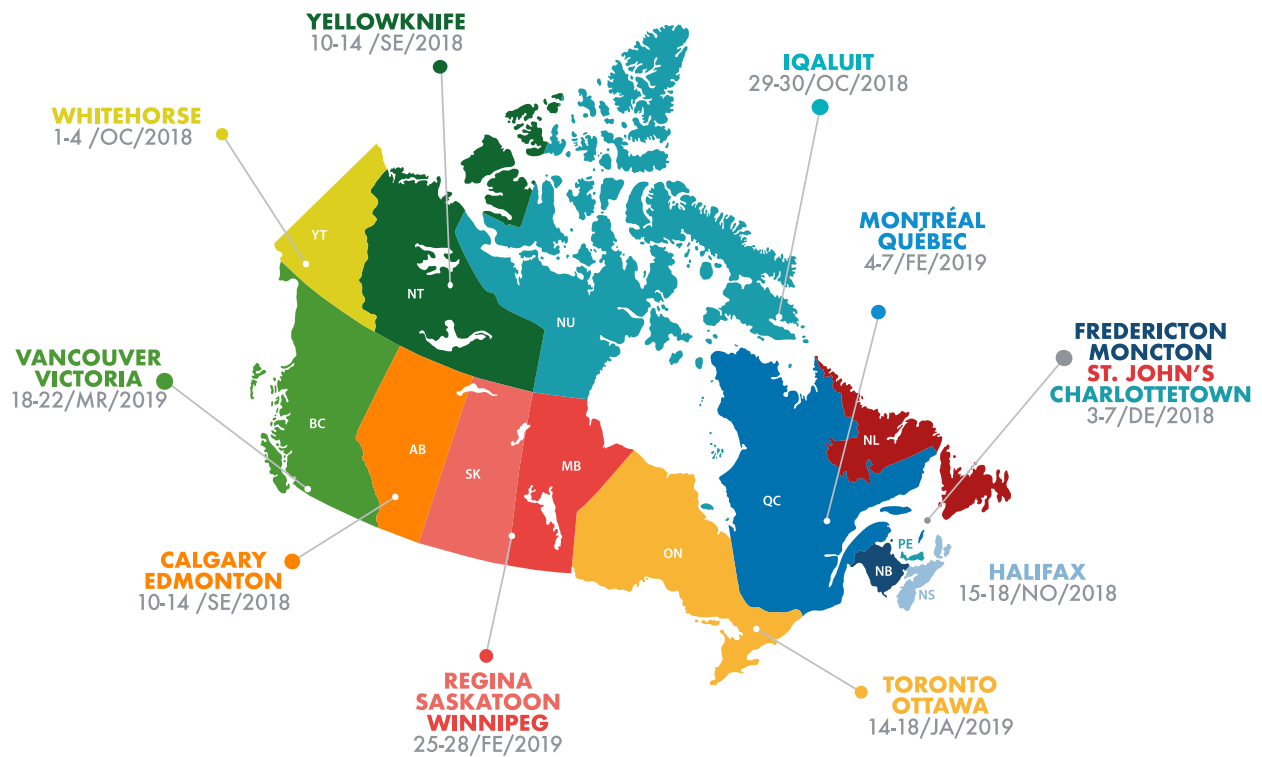 YELLOWKNIFE
10-14 /SE/2018
IQALUIT
29-30/OC/2018
WHITEHORSE
1-4 /OC/2018
MONTRÉAL
QUÉBEC
4-7/FE/2019
YT
NT
NU
FREDERICTON
MONCTON
ST. JOHN'S
CHARLOTTETOWN
3-7/DE/2018
VANCOUVER
VICTORIA
18-22/MR/2019
BC
AB
SK
MB
ON
QC
NL
PE
NB
NS
HALIFAX
15-18/NO/2018
CALGARY
EDMONTON
10-14 /SE/2018
REGINA
SASKATOON
WINNIPEG
25-28/FE/2019
TORONTO
OTTAWA
14-18/JA/2019